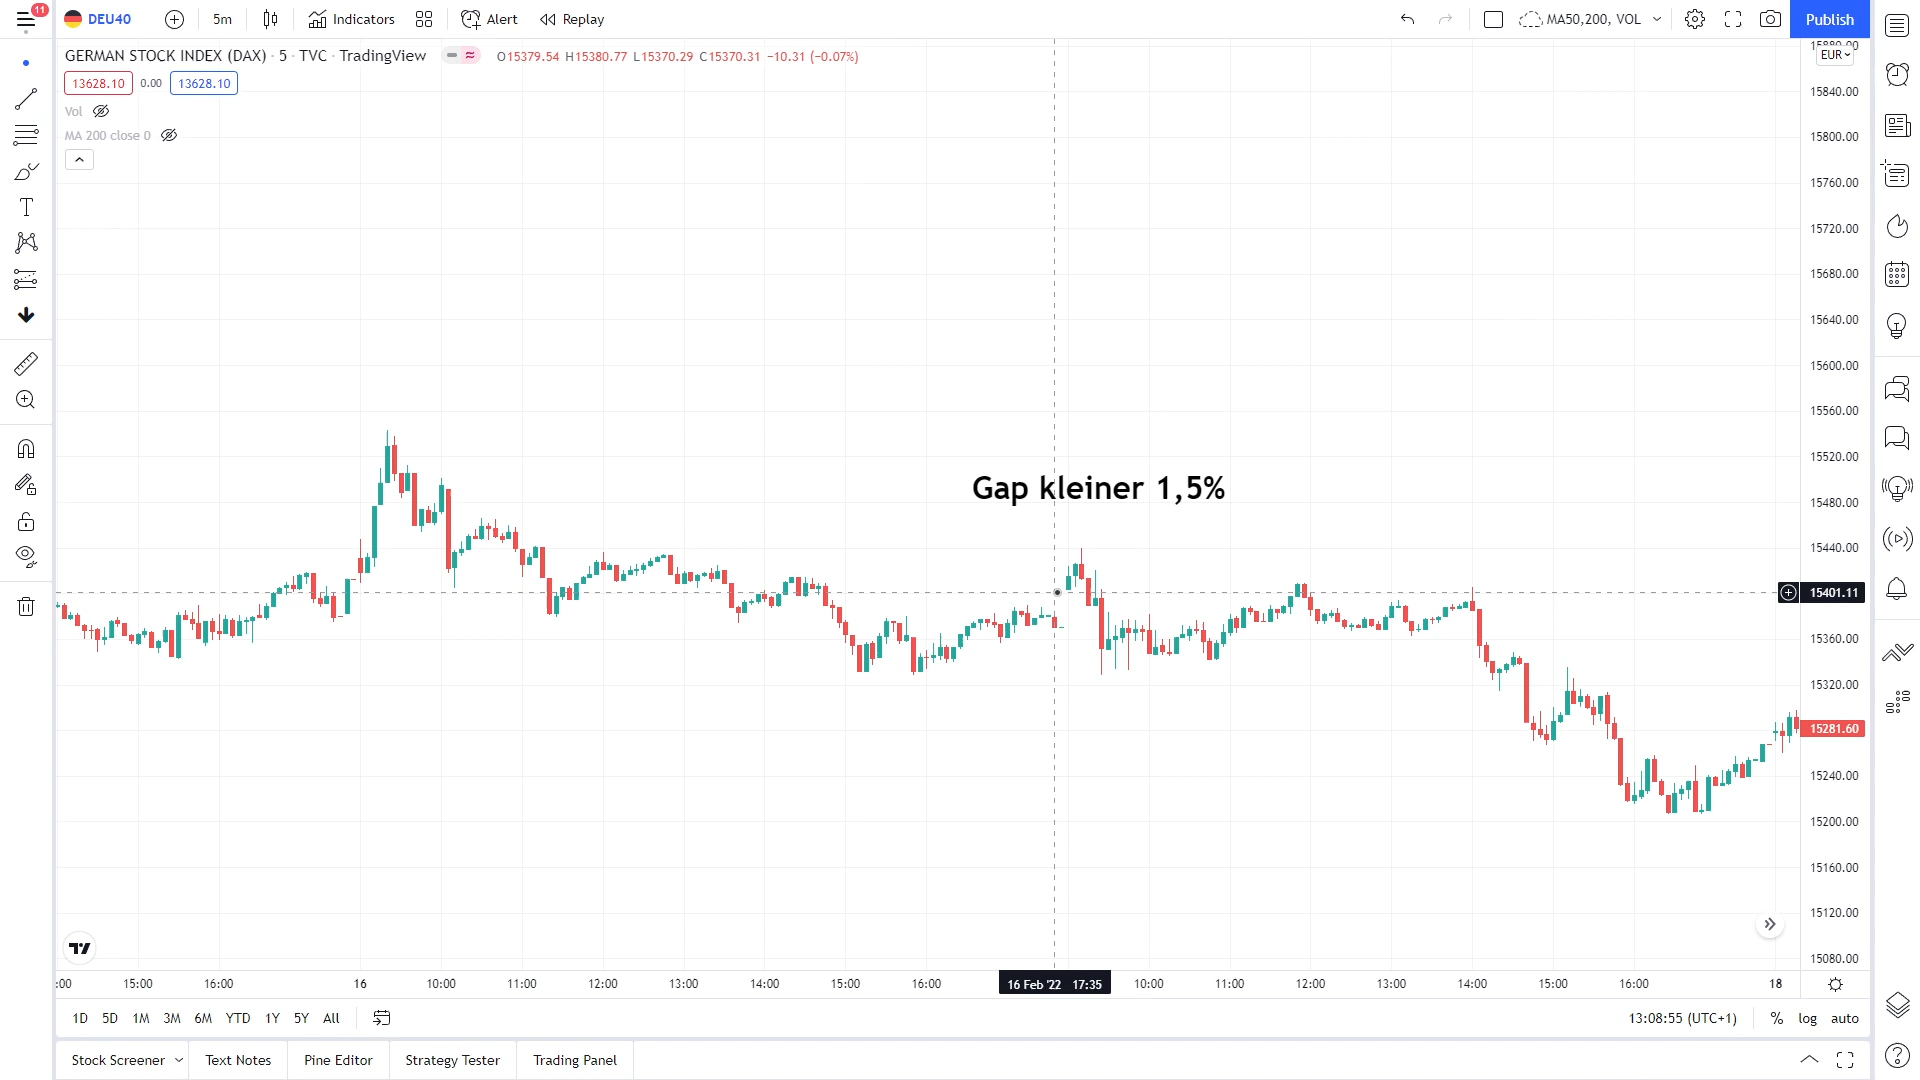 11
DEU40 5m Indicators Alert Replay MA50,200, VOL Publish
GERMAN STOCK INDEX (DAX) · 5 · TVC · TradingView O15379.54 H15380.77 L15370.29 C15370.31 −10.31 (−0.07%)
EUR
13628.10 0.00 13628.10
Vol
MA 200 close 0
15840.00
15800.00
15760.00
15720.00
15680.00
15640.00
15600.00
15560.00
15520.00
Gap kleiner 1,5%
15480.00
15440.00
15401.11
15360.00
15320.00
15281.60
15240.00
15200.00
15160.00
15120.00
15080.00
:00 15:00 16:00 16 10:00 11:00 12:00 13:00 14:00 15:00 16:00 16 Feb '22 17:35 10:00 11:00 12:00 13:00 14:00 15:00 16:00 18
1D 5D 1M 3M 6M YTD 1Y 5Y All 13:08:55 (UTC+1) % log auto
Stock Screener Text Notes Pine Editor Strategy Tester Trading Panel